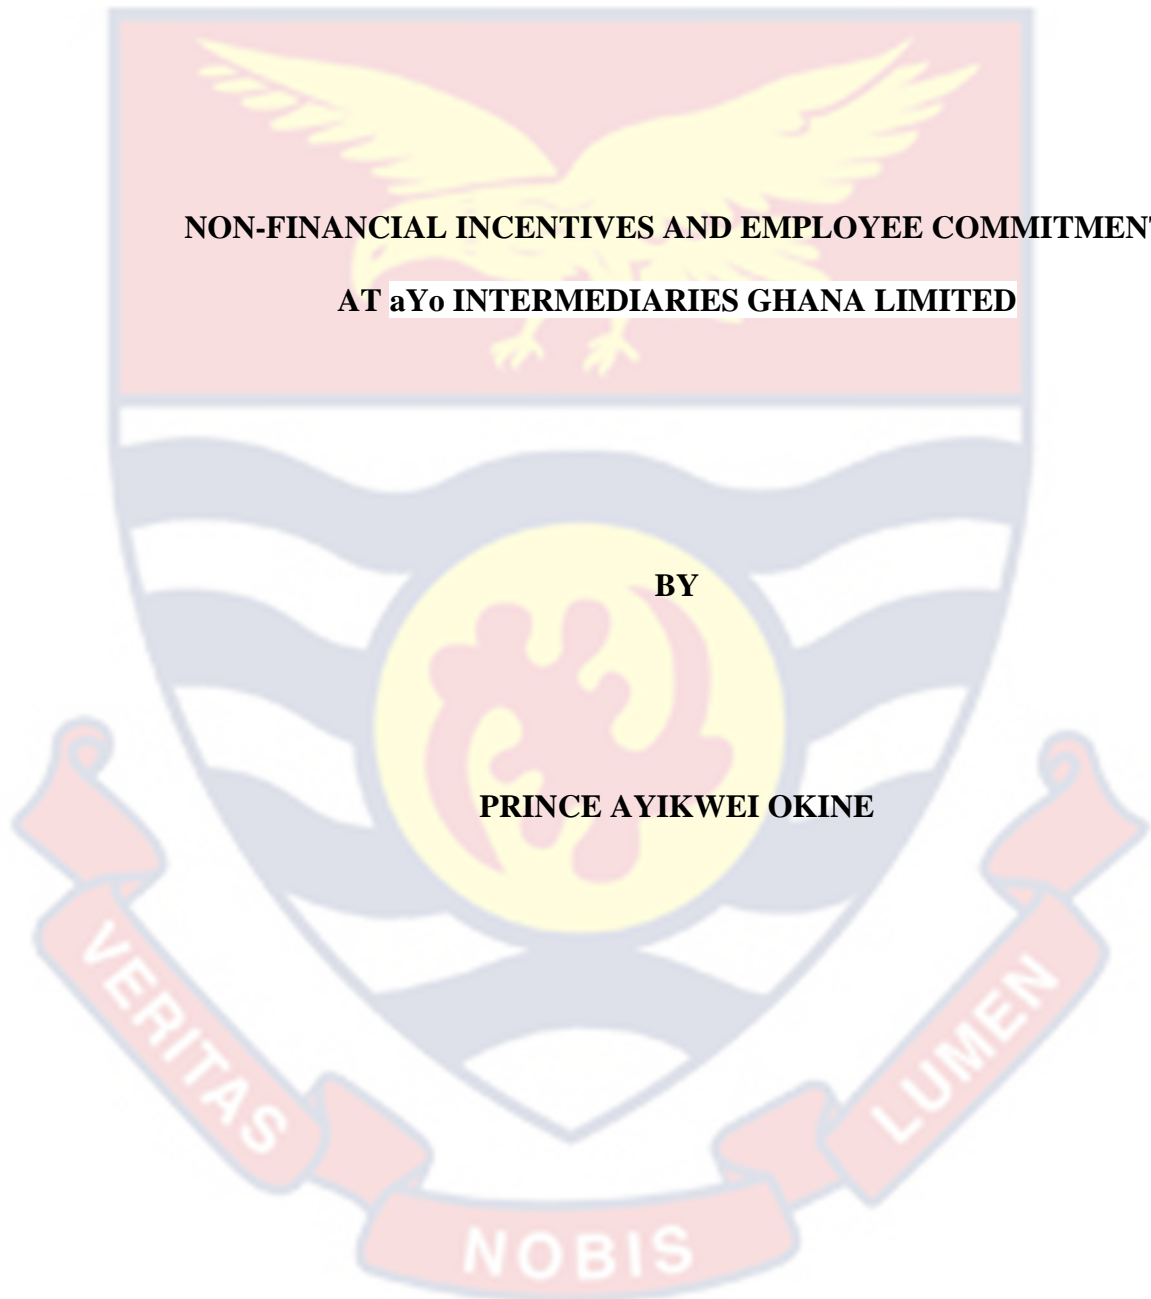 NON-FINANCIAL INCENTIVES AND EMPLOYEE COMMITMENT
AT aYo INTERMEDIARIES GHANA LIMITED
BY
PRINCE AYIKWEI OKINE
VERITAS
NOBIS
LUMEN